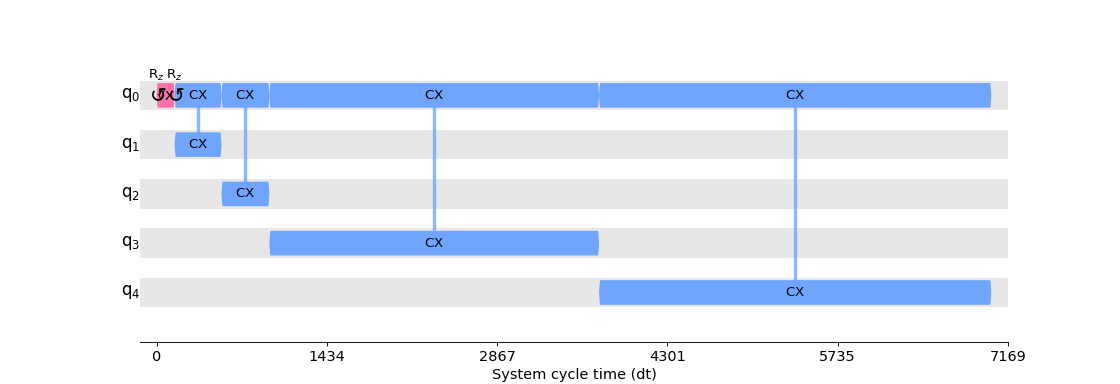 R_z R_z
q_0 CX CX CX CX
q_1 CX
q_2 CX
q_3 CX
q_4 CX
0 1434 2867 4301 5735 7169
System cycle time (dt)